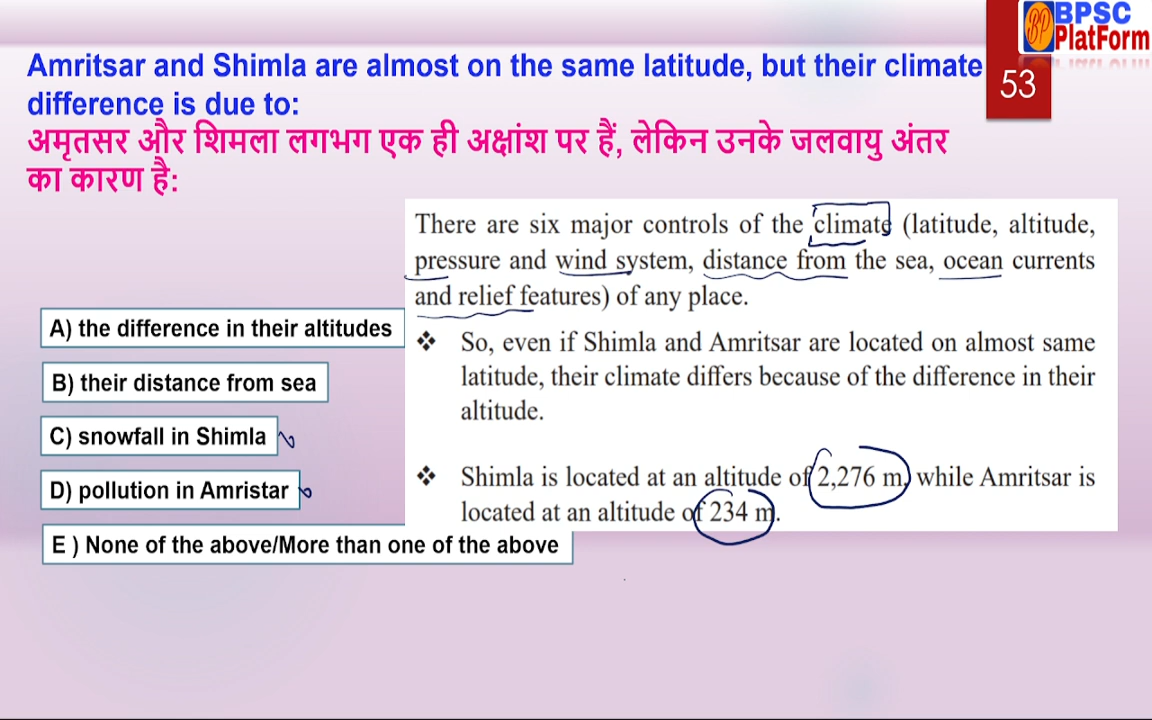 BPSC
PlatForm
Amritsar and Shimla are almost on the same latitude, but their climate
difference is due to:
53
अमृतसर और शिमला लगभग एक ही अक्षांश पर हैं, लेकिन उनके जलवायु अंतर
का कारण है:
There are six major controls of the climate (latitude, altitude,
pressure and wind system, distance from the sea, ocean currents
and relief features) of any place.
A) the difference in their altitudes
❖ So, even if Shimla and Amritsar are located on almost same
latitude, their climate differs because of the difference in their
altitude.
B) their distance from sea
C) snowfall in Shimla
D) pollution in Amristar
❖ Shimla is located at an altitude of 2,276 m, while Amritsar is
located at an altitude of 234 m.
E ) None of the above/More than one of the above